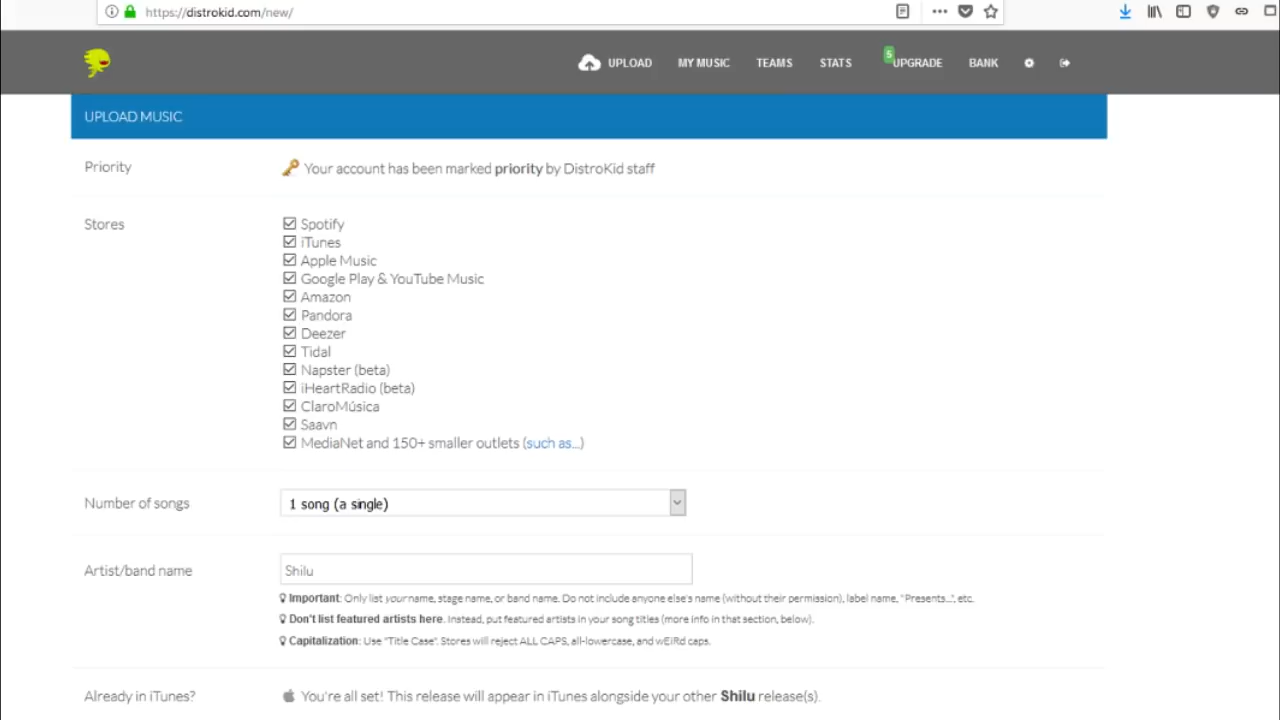 https://distrokid.com/new/
UPLOAD MY MUSIC TEAMS STATS 5 UPGRADE BANK
UPLOAD MUSIC
Priority Your account has been marked priority by DistroKid staff
Stores
Spotify
iTunes
Apple Music
Google Play & YouTube Music
Amazon
Pandora
Deezer
Tidal
Napster (beta)
iHeartRadio (beta)
ClaroMúsica
Saavn
MediaNet and 150+ smaller outlets (such as...)
Number of songs 1 song (a single)
Artist/band name Shilu
Important: Only list your name, stage name, or band name. Do not include anyone else's name (without their permission), label name, "Presents...", etc.
Don't list featured artists here. Instead, put featured artists in your song titles (more info in that section, below).
Capitalization: Use "Title Case". Stores will reject ALL CAPS, all-lowercase, and wEiRd caps.
Already in iTunes? You're all set! This release will appear in iTunes alongside your other Shilu release(s).